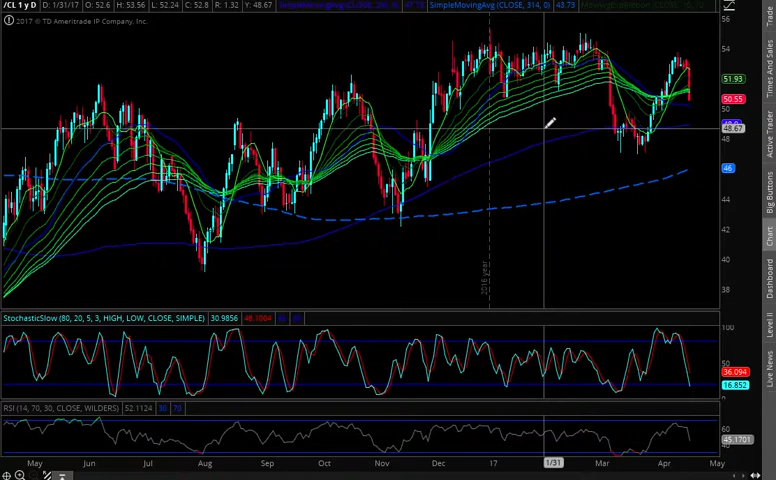 /CL 1 y D D: 1/31/17 O: 52.6 H: 53.56 L: 52.24 C: 52.8 R: 1.32 Y: 48.67 SimpleMovingAvg (CLOSE, 314, 0) 43.73
2017 © TD Ameritrade IP Company, Inc.
56
54
51.93
50.55
50
48.67
48
46
44
42
40
38
2016 year
StochasticSlow (80, 20, 5, 3, HIGH, LOW, CLOSE, SIMPLE) 30.9856 48.1004
100
50
36.094
16.852
0
RSI (14, 70, 30, CLOSE, WILDERS) 52.1124 30 70
60
45.1701
May Jun Jul Aug Sep Oct Nov Dec 17 1/31 Mar Apr May
Trade
Times And Sales
Active Trader
Big Buttons
Chart
Dashboard
Level II
Live News